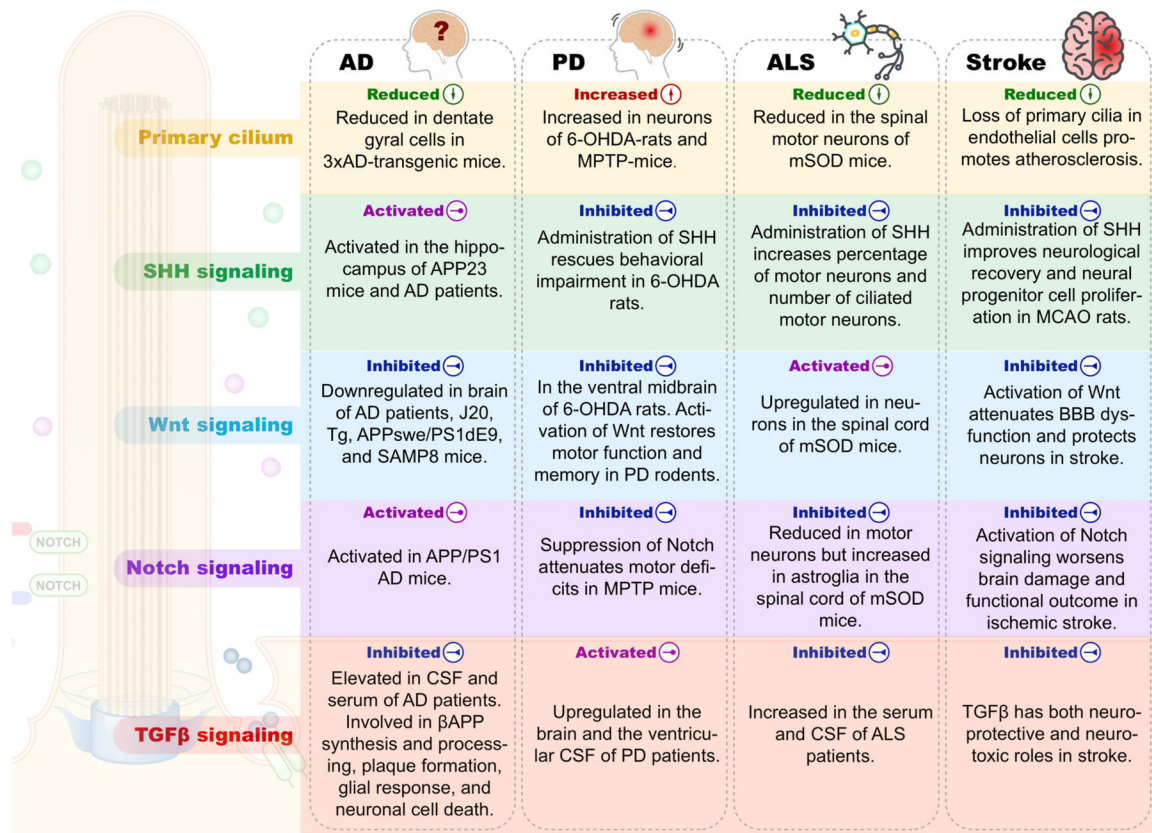 ?
AD
PD
ALS
Stroke
Primary cilium
Reduced
Reduced in dentate
gyral cells in
3xAD-transgenic mice.
Increased
Increased in neurons
of 6-OHDA-rats and
MPTP-mice.
Reduced
Reduced in the spinal
motor neurons of
mSOD mice.
Reduced
Loss of primary cilia in
endothelial cells pro-
motes atherosclerosis.
SHH signaling
Activated
Activated in the hippo-
campus of APP23
mice and AD patients.
Inhibited
Administration of SHH
rescues behavioral
impairment in 6-OHDA
rats.
Inhibited
Administration of SHH
increases percentage
of motor neurons and
number of ciliated
motor neurons.
Inhibited
Administration of SHH
improves neurological
recovery and neural
progenitor cell prolifer-
ation in MCAO rats.
Wnt signaling
Inhibited
Downregulated in brain
of AD patients, J20,
Tg, APPswe/PS1dE9,
and SAMP8 mice.
Inhibited
In the ventral midbrain
of 6-OHDA rats. Acti-
vation of Wnt restores
motor function and
memory in PD rodents.
Activated
Upregulated in neu-
rons in the spinal cord
of mSOD mice.
Inhibited
Activation of Wnt
attenuates BBB dys-
function and protects
neurons in stroke.
NOTCH
NOTCH
Notch signaling
Activated
Activated in APP/PS1
AD mice.
Inhibited
Suppression of Notch
attenuates motor defi-
cits in MPTP mice.
Inhibited
Reduced in motor
neurons but increased
in astroglia in the
spinal cord of mSOD
mice.
Inhibited
Activation of Notch
signaling worsens
brain damage and
functional outcome in
ischemic stroke.
TGFβ signaling
Inhibited
Elevated in CSF and
serum of AD patients.
Involved in βAPP
synthesis and process-
ing, plaque formation,
glial response, and
neuronal cell death.
Activated
Upregulated in the
brain and the ventricu-
lar CSF of PD patients.
Inhibited
Increased in the serum
and CSF of ALS
patients.
Inhibited
TGFβ has both neuro-
protective and neuro-
toxic roles in stroke.